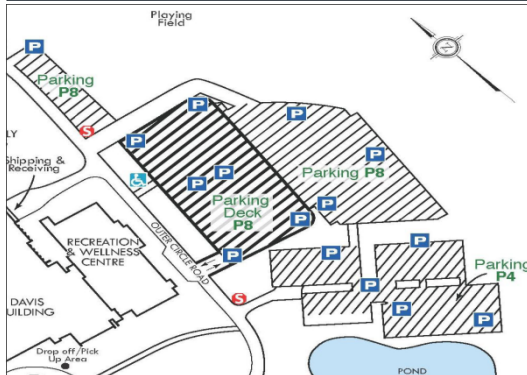 Playing
Field
P
P
Parking
P8
P
P
S
P
LY
Shipping &
Receiving
P
P
P
Parking P8
Parking
Deck
P8
P
P
OUTER CIRCLE ROAD
RECREATION
& WELLNESS
CENTRE
P
P
P
Parking
P4
P
S
P
P
DAVIS
UILDING
Drop off/Pick
Up Area
POND